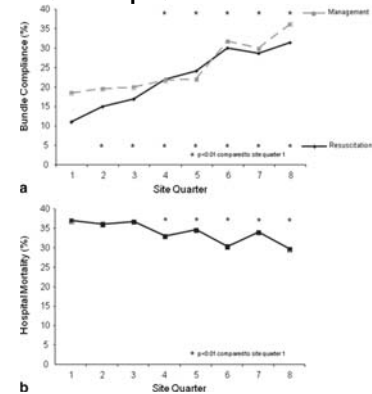 40
35
30
25
20
15
10
5
0
Bundle Compliance (%)
* * * * *
Management
* * * * * * *
Resuscitation
* p<0.01 compared to site quarter 1
1 2 3 4 5 6 7 8
Site Quarter
a
40
35
30
25
20
15
10
5
0
Hospital Mortality (%)
* * * * *
* p<0.01 compared to site quarter 1
1 2 3 4 5 6 7 8
Site Quarter
b